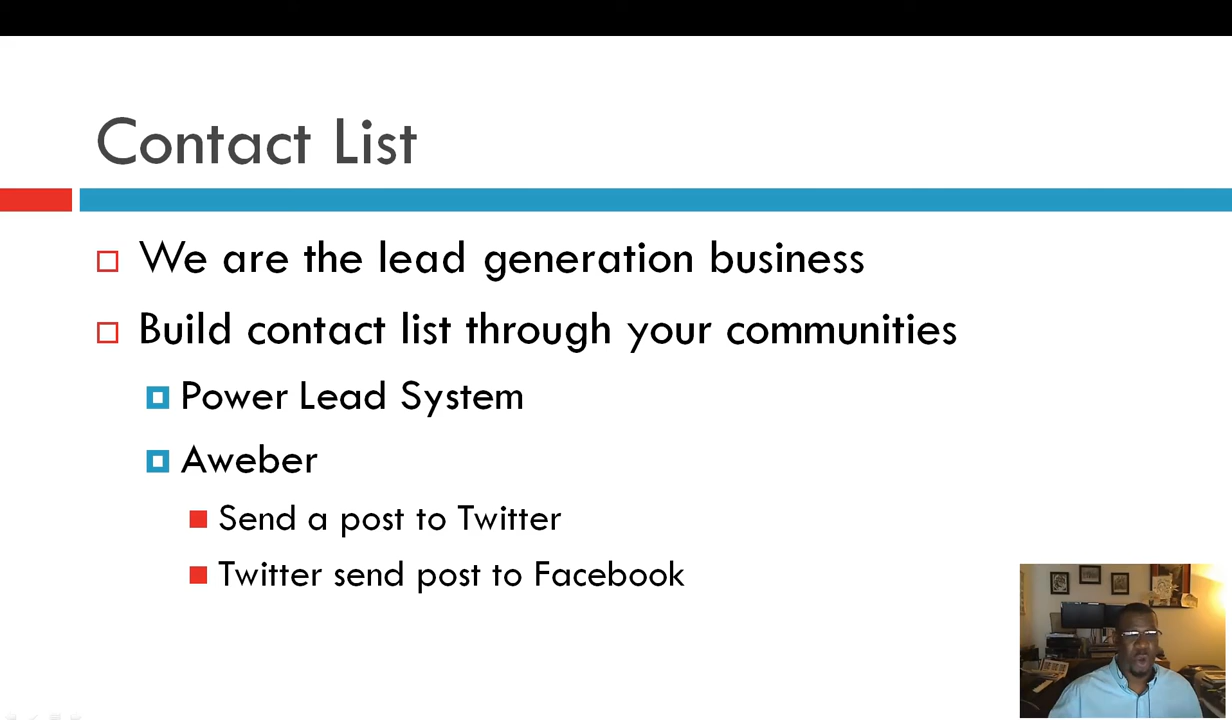 Contact List
We are the lead generation business
Build contact list through your communities
Power Lead System
Aweber
Send a post to Twitter
Twitter send post to Facebook